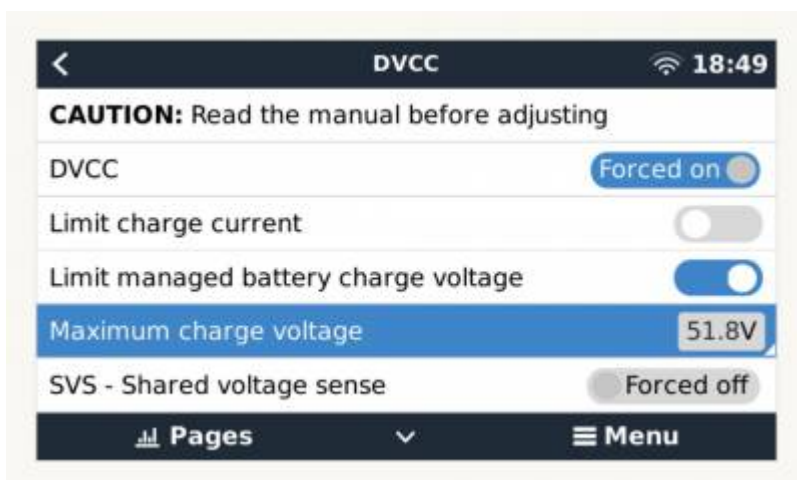 DVCC 18:49
CAUTION: Read the manual before adjusting
DVCC Forced on
Limit charge current
Limit managed battery charge voltage
Maximum charge voltage 51.8V
SVS - Shared voltage sense Forced off
Pages Menu